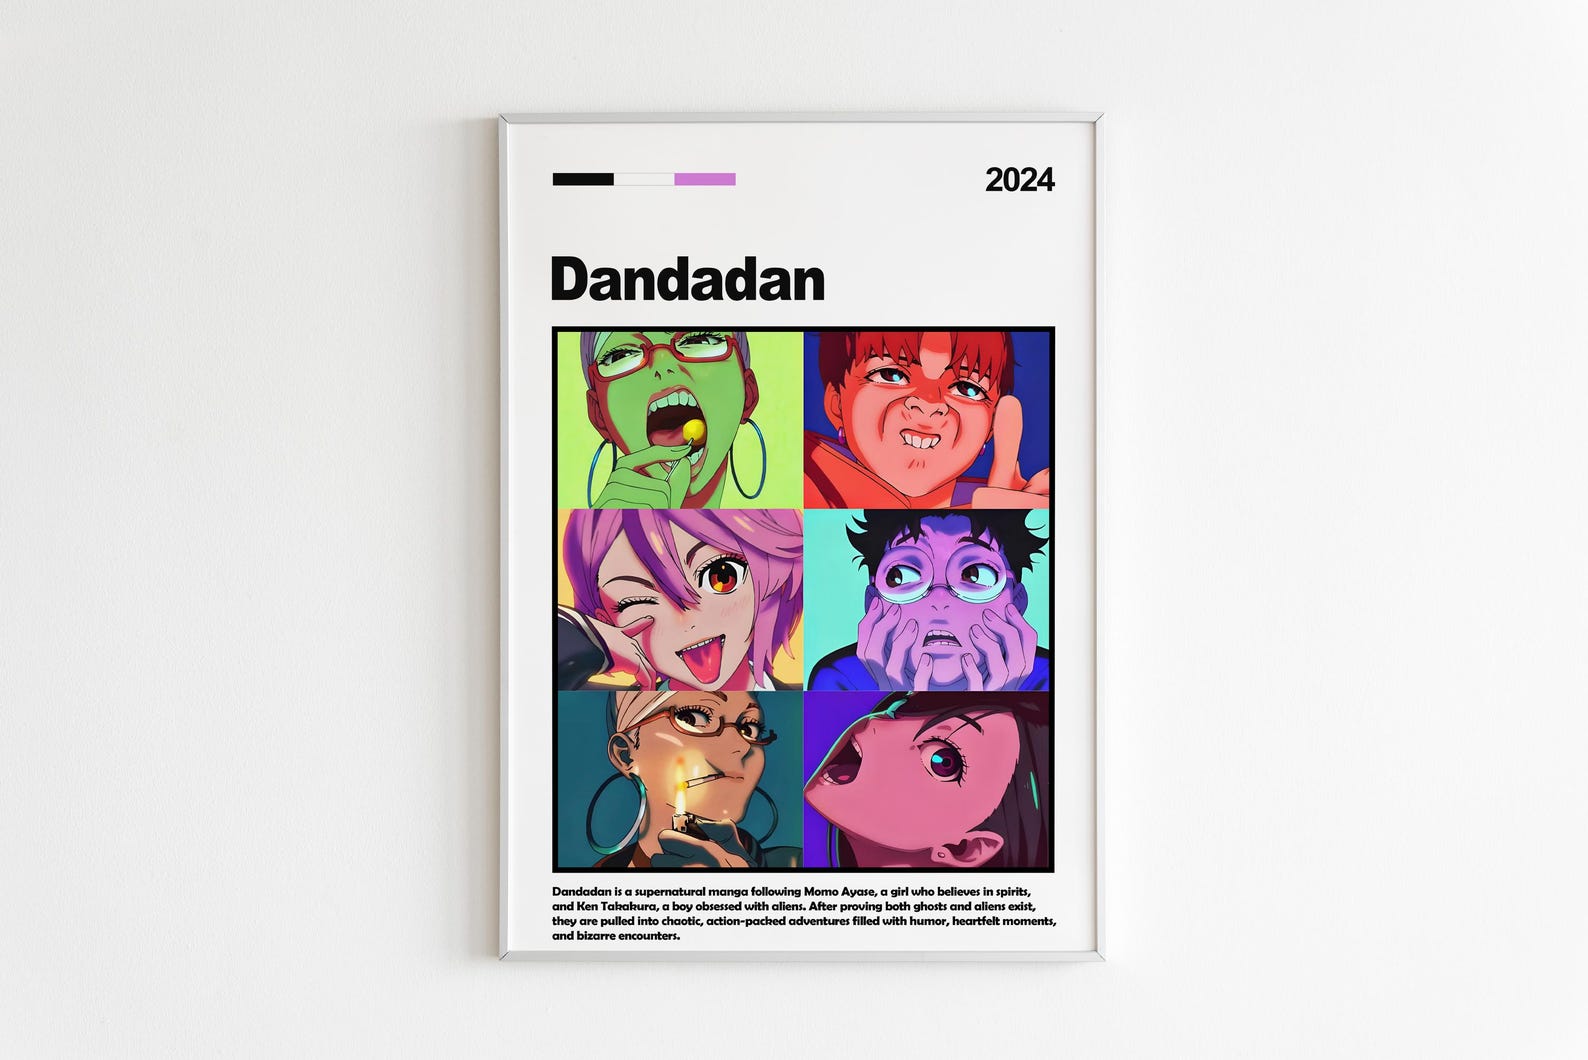 2024
Dandadan
Dandadan is a supernatural manga following Momo Ayase, a girl who believes in spirits,
and Ken Takakura, a boy obsessed with aliens. After proving both ghosts and aliens exist,
they are pulled into chaotic, action-packed adventures filled with humor, heartfelt moments,
and bizarre encounters.